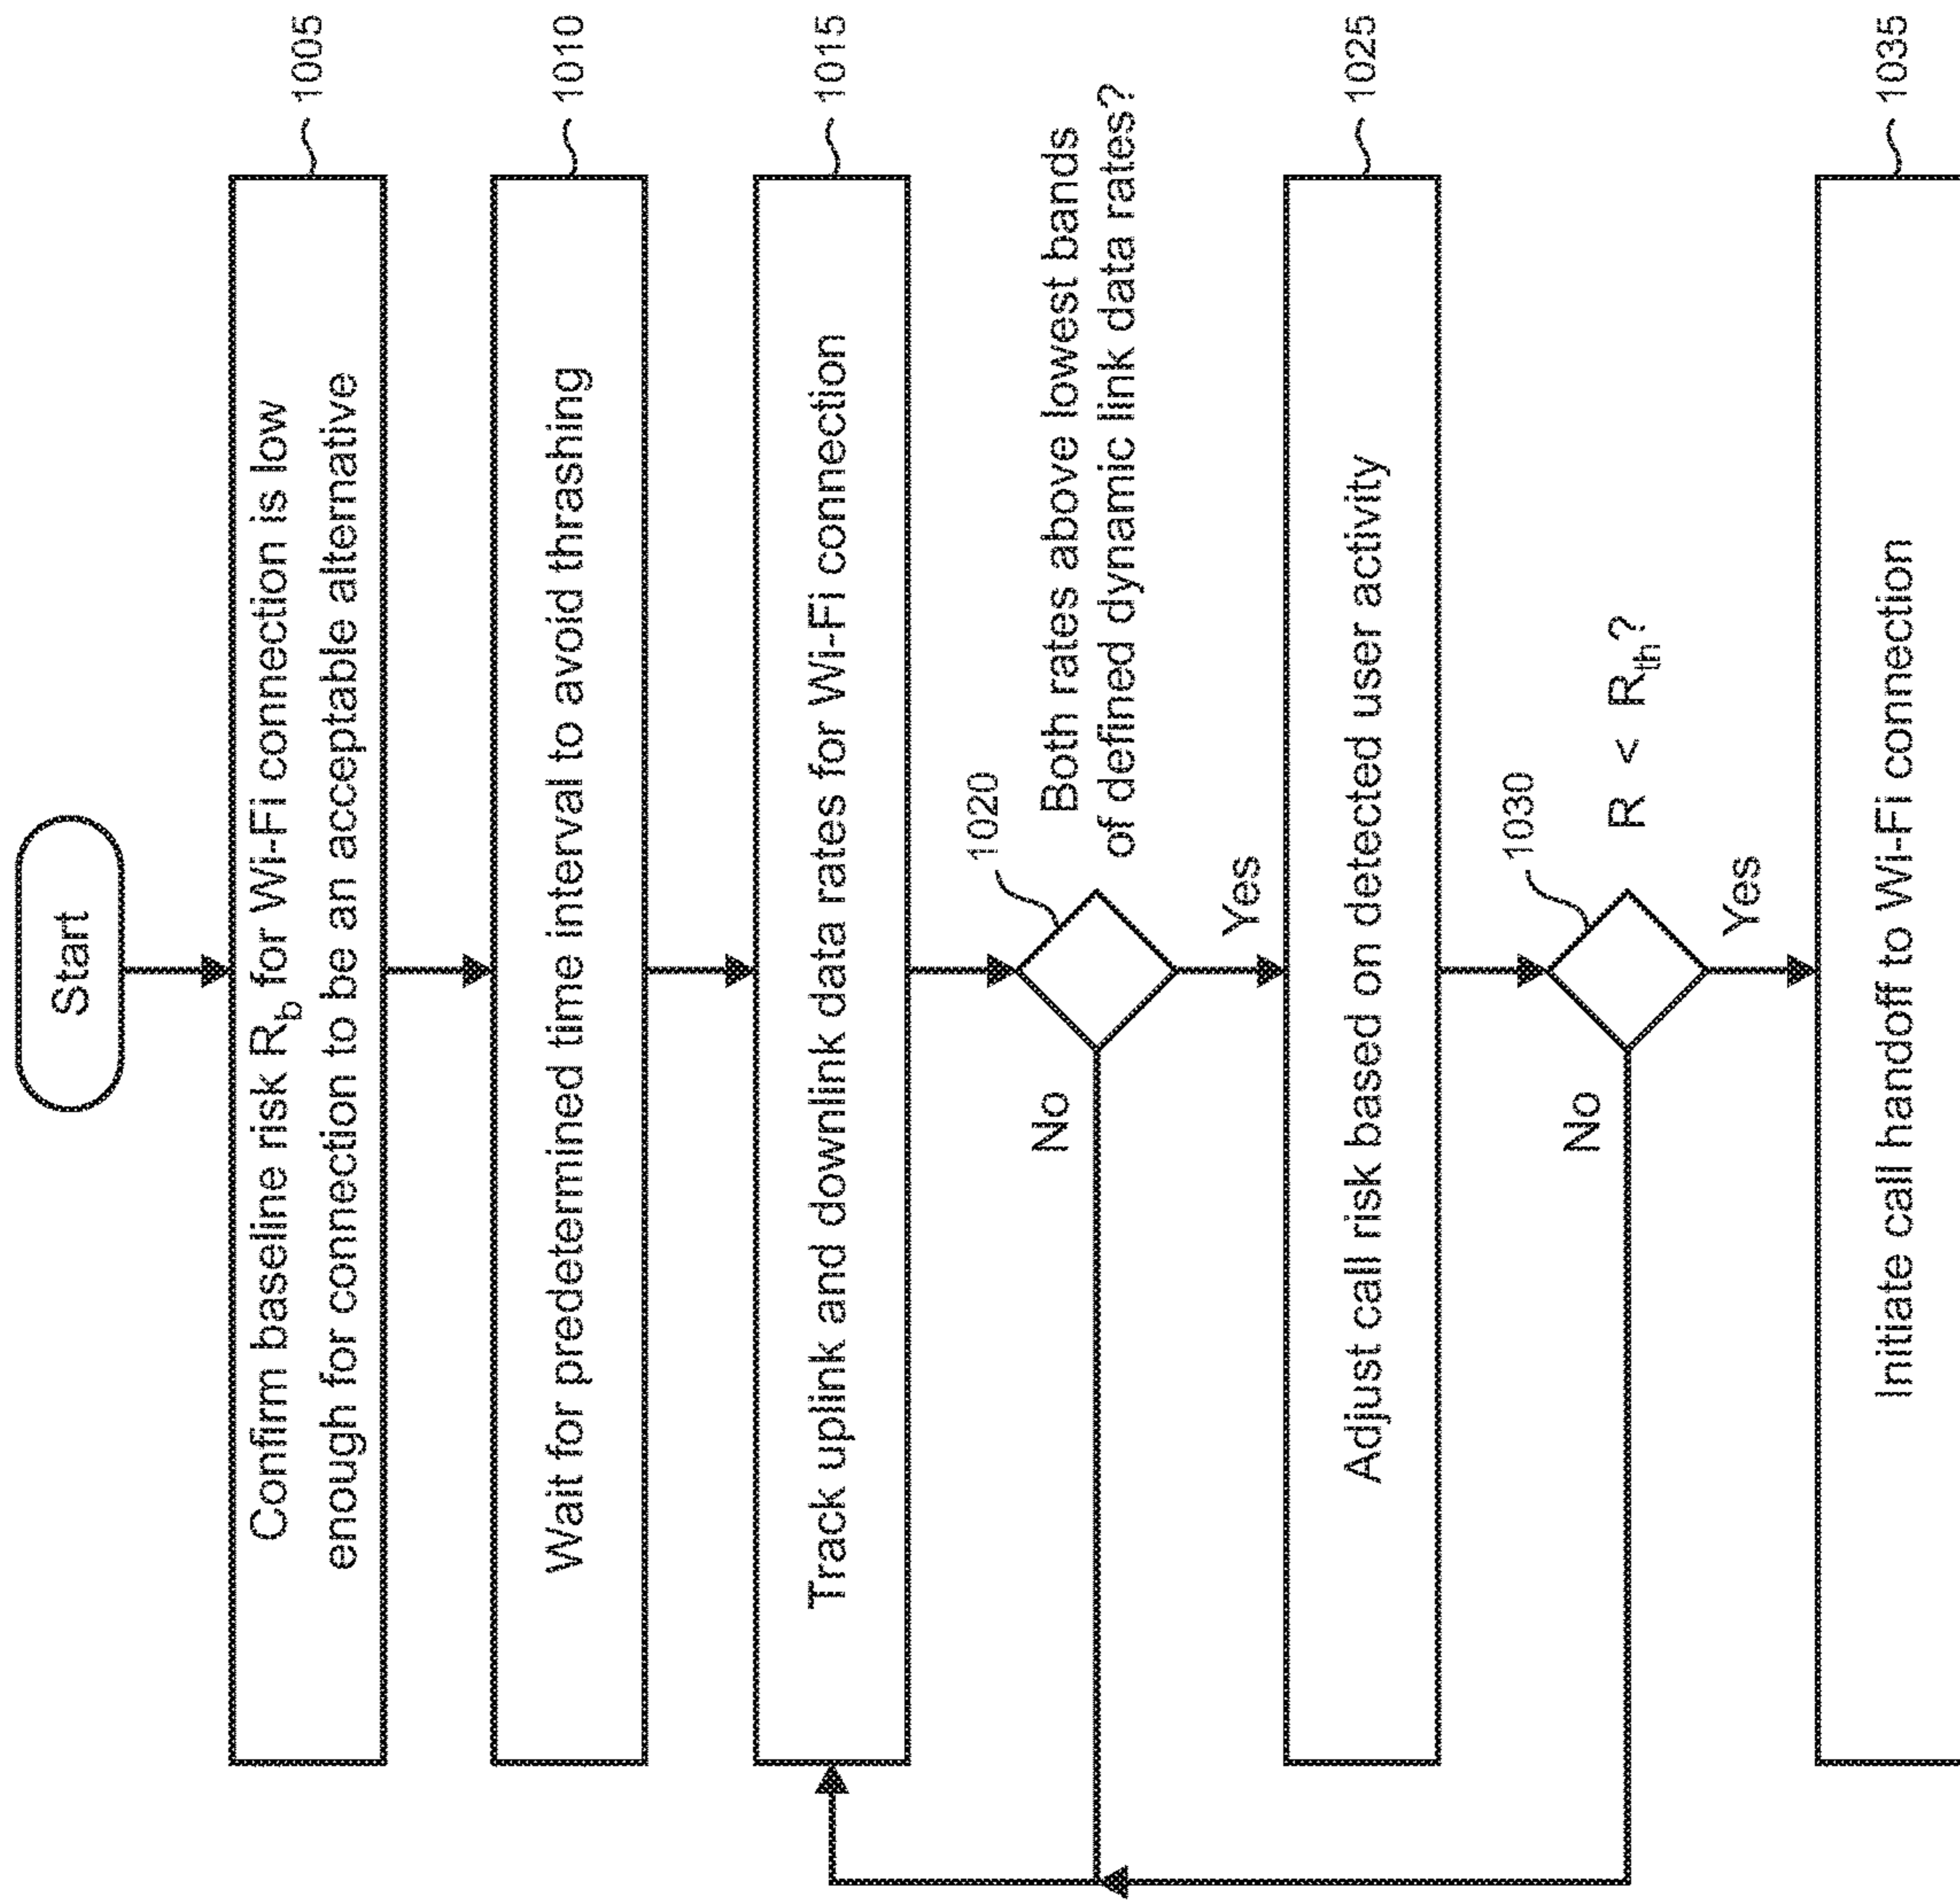 Start
Confirm baseline risk Rb for Wi-Fi connection is low
enough for connection to be an acceptable alternative
1005
Wait for predetermined time interval to avoid thrashing
1010
Track uplink and downlink data rates for Wi-Fi connection
1015
1020
Both rates above lowest bands
of defined dynamic link data rates?
No
Yes
Adjust call risk based on detected user activity
1025
1030
R < Rth?
No
Yes
Initiate call handoff to Wi-Fi connection
1035